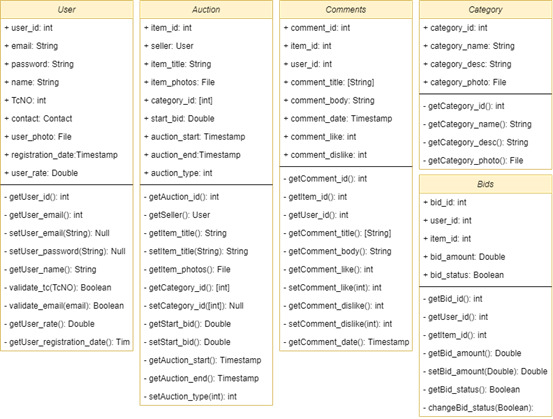 User
+ user_id: int
+ email: String
+ password: String
+ name: String
+ TcNO: int
+ contact: Contact
+ user_photo: File
+ registration_date:Timestamp
+ user_rate: Double
- getUser_id(): int
- getUser_email(): int
- setUser_email(String): Null
- setUser_password(String): Null
- getUser_name(): String
- validate_tc(TcNO): Boolean
- validate_email(email): Boolean
- getUser_rate(): Double
- getUser_registration_date(): Tim
Auction
+ item_id: int
+ seller: User
+ item_title: String
+ item_photos: File
+ category_id: [int]
+ start_bid: Double
+ auction_start: Timestamp
+ auction_end:Timestamp
+ auction_type: int
- getAuction_id(): int
- getSeller(): User
- getItem_title(): String
- setItem_title(String): String
- getItem_photos(): File
- getCategory_id(): [int]
- setCategory_id([int]): Null
- getStart_bid(): Double
- setStart_bid(): Double
- getAuction_start(): Timestamp
- getAuction_end(): Timestamp
- setAuction_type(int): int
Comments
+ comment_id: int
+ item_id: int
+ user_id: int
+ comment_title: [String]
+ comment_body: String
+ comment_date: Timestamp
+ comment_like: int
+ comment_dislike: int
- getComment_id(): int
- getItem_id(): int
- getUser_id(): int
- getComment_title(): [String]
- getComment_body(): String
- getComment_like(): int
- setComment_like(int): int
- getComment_dislike(): int
- setComment_dislike(int): int
- getComment_date(): Timestamp
Category
+ category_id: int
+ category_name: String
+ category_desc: String
+ category_photo: File
- getCategory_id(): int
- getCategory_name(): String
- getCategory_desc(): String
- getCategory_photo(): File
Bids
+ bid_id: int
+ user_id: int
+ item_id: int
+ bid_amount: Double
+ bid_status: Boolean
- getBid_id(): int
- getUser_id(): int
- getItem_id(): int
- getBid_amount(): Double
- setBid_amount(Double): Double
- getBid_status(): Boolean
- changeBid_status(Boolean):